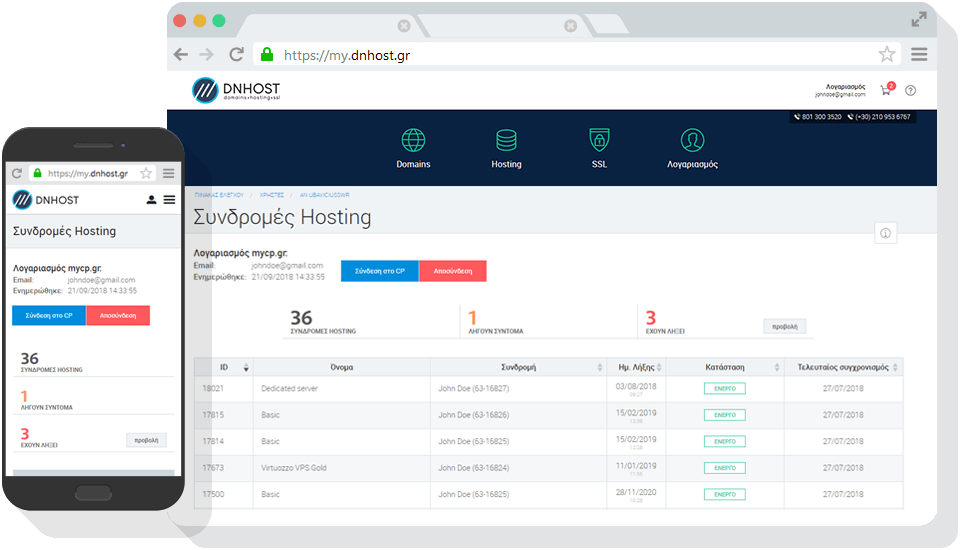 https://my.dnhost.gr
DNHOST
domains•hosting•ssl
Λογαριασμός
johndoe@gmail.com
2
801 300 3520 (+30) 210 953 6767
Domains Hosting SSL Λογαριασμός
ΠΙΝΑΚΑΣ ΕΛΕΓΧΟΥ / ΧΡΗΣΤΕΣ /
Συνδρομές Hosting
Λογαριασμός mycp.gr.
Email: johndoe@gmail.com
Ενημερώθηκε: 21/09/2018 14:33:55
Σύνδεση στο CP Αποσύνδεση
36 1 3
ΣΥΝΔΡΟΜΕΣ HOSTING ΛΗΓΟΥΝ ΣΥΝΤΟΜΑ ΕΧΟΥΝ ΛΗΞΕΙ προβολή
ID Όνομα Συνδρομή Ημ. Λήξης Κατάσταση Τελευταίος συγχρονισμός
18021 Dedicated server John Doe (63-16827) 03/08/2018 ΕΝΕΡΓΟ 27/07/2018
17815 Basic John Doe (63-16826) 15/02/2019 ΕΝΕΡΓΟ 27/07/2018
17814 Basic John Doe (63-16825) 15/02/2019 ΕΝΕΡΓΟ 27/07/2018
17673 Virtuozzo VPS Gold John Doe (63-16824) 11/01/2019 ΕΝΕΡΓΟ 27/07/2018
17500 Basic John Doe (63-16825) 28/11/2020 ΕΝΕΡΓΟ 27/07/2018
https://my.dnhost.gr
DNHOST
Συνδρομές Hosting
Λογαριασμός mycp.gr.
Email: johndoe@gmail.com
Ενημερώθηκε: 21/09/2018 14:33:55
Σύνδεση στο CP Αποσύνδεση
36
ΣΥΝΔΡΟΜΕΣ HOSTING
1
ΛΗΓΟΥΝ ΣΥΝΤΟΜΑ
3
ΕΧΟΥΝ ΛΗΞΕΙ προβολή